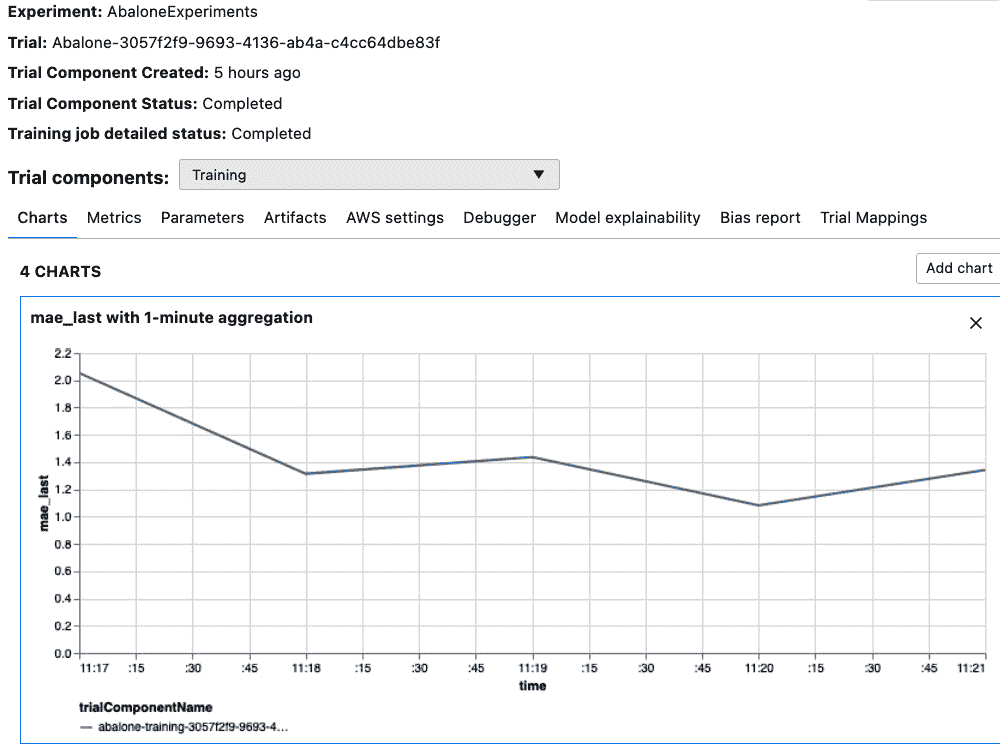 Experiment: AbaloneExperiments
Trial: Abalone-3057f2f9-9693-4136-ab4a-c4cc64dbe83f
Trial Component Created: 5 hours ago
Trial Component Status: Completed
Training job detailed status: Completed
Trial components: Training ▼
Charts Metrics Parameters Artifacts AWS settings Debugger Model explainability Bias report Trial Mappings
4 CHARTS
Add chart
mae_last with 1-minute aggregation
2.2
2.0
1.8
1.6
1.4
1.2
1.0
0.8
0.6
0.4
0.2
0.0
mae_last
11:17 :15 :30 :45 11:18 :15 :30 :45 11:19 :15 :30 :45 11:20 :15 :30 :45 11:21
time
trialComponentName
abalone-training-3057f2f9-9693-4...